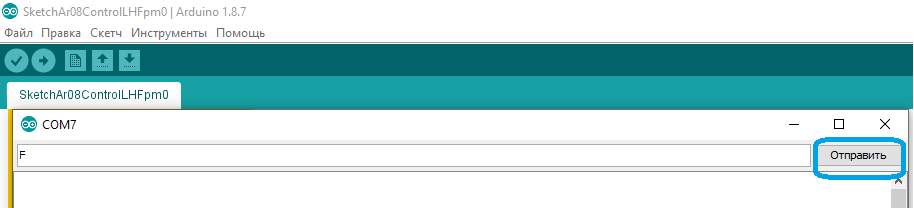 SketchAr08ControlLHFpm0 | Arduino 1.8.7
Файл Правка Скетч Инструменты Помощь
SketchAr08ControlLHFpm0
COM7
F Отправить